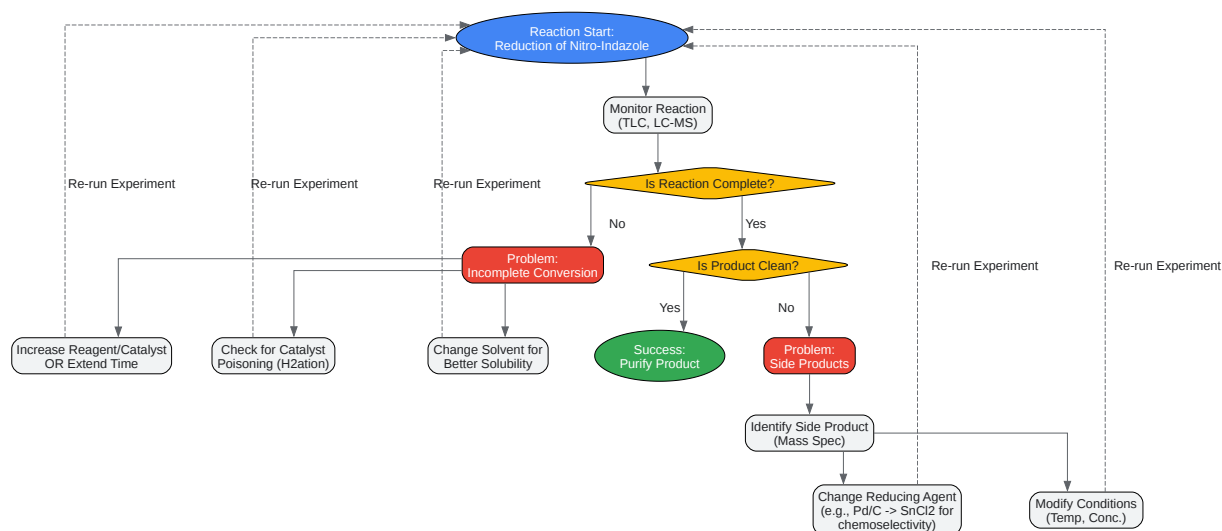 Reaction Start:
Reduction of Nitro-Indazole
Monitor Reaction
(TLC, LC-MS)
Re-run Experiment
Re-run Experiment
Re-run Experiment
Is Reaction Complete?
No
Yes
Problem:
Incomplete Conversion
Is Product Clean?
Re-run Experiment
Re-run Experiment
Yes
No
Increase Reagent/Catalyst
OR Extend Time
Check for Catalyst
Poisoning (H2ation)
Change Solvent for
Better Solubility
Success:
Purify Product
Problem:
Side Products
Identify Side Product
(Mass Spec)
Change Reducing Agent
(e.g., Pd/C -> SnCl2 for
chemoselectivity)
Modify Conditions
(Temp, Conc.)